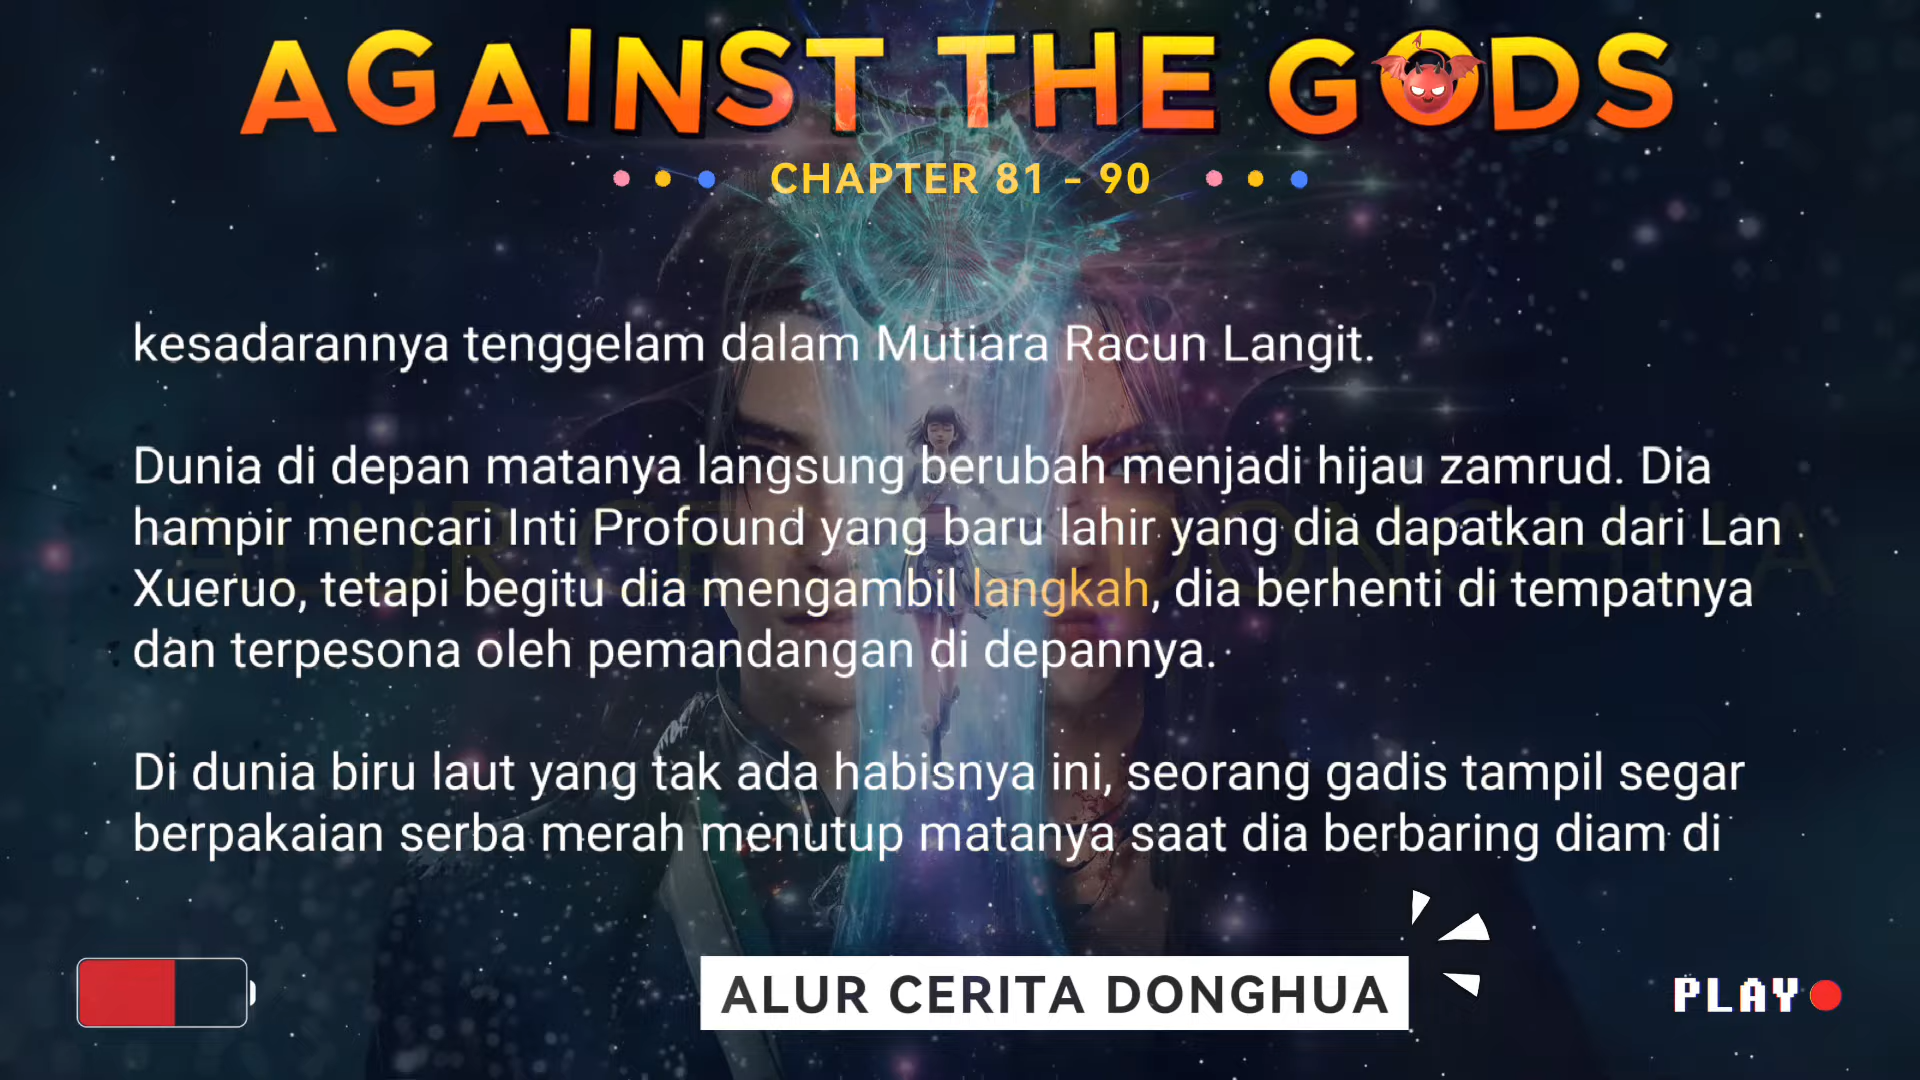 AGAINST THE GODS
CHAPTER 81 - 90
kesadarannya tenggelam dalam Mutiara Racun Langit.
Dunia di depan matanya langsung berubah menjadi hijau zamrud. Dia
hampir mencari Inti Profound yang baru lahir yang dia dapatkan dari Lan
Xueruo, tetapi begitu dia mengambil langkah, dia berhenti di tempatnya
dan terpesona oleh pemandangan di depannya.
Di dunia biru laut yang tak ada habisnya ini, seorang gadis tampil segar
berpakaian serba merah menutup matanya saat dia berbaring diam di
ALUR CERITA DONGHUA
ALUR CERITA DONGHUA
PLAY